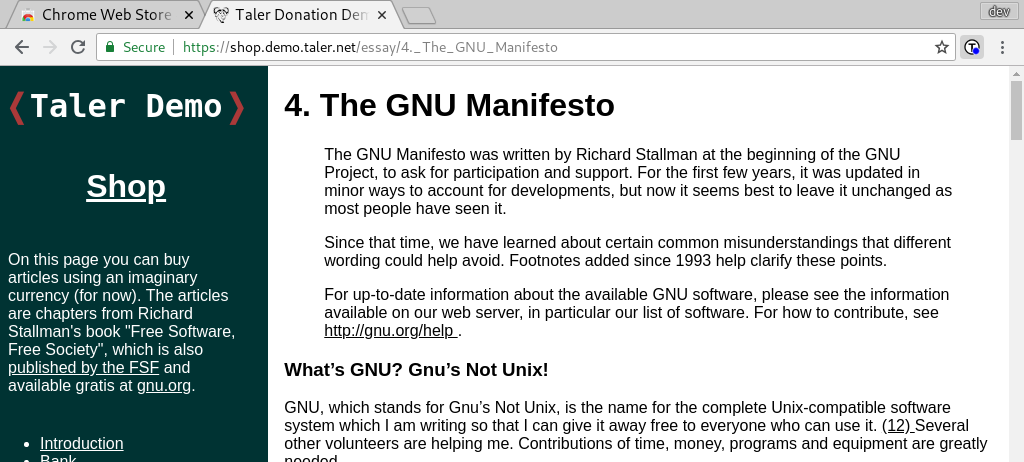 Chrome Web Store
Taler Donation Den
dev
Secure
https://shop.demo.taler.net/essay/4._The_GNU_Manifesto
❬Taler Demo❭
Shop
On this page you can buy
articles using an imaginary
currency (for now). The articles
are chapters from Richard
Stallman's book "Free Software,
Free Society", which is also
published by the FSF and
available gratis at gnu.org.
• Introduction
Bank
4. The GNU Manifesto
The GNU Manifesto was written by Richard Stallman at the beginning of the GNU
Project, to ask for participation and support. For the first few years, it was updated in
minor ways to account for developments, but now it seems best to leave it unchanged as
most people have seen it.
Since that time, we have learned about certain common misunderstandings that different
wording could help avoid. Footnotes added since 1993 help clarify these points.
For up-to-date information about the available GNU software, please see the information
available on our web server, in particular our list of software. For how to contribute, see
http://gnu.org/help .
What’s GNU? Gnu’s Not Unix!
GNU, which stands for Gnu’s Not Unix, is the name for the complete Unix-compatible software
system which I am writing so that I can give it away free to everyone who can use it. (12) Several
other volunteers are helping me. Contributions of time, money, programs and equipment are greatly
needed.